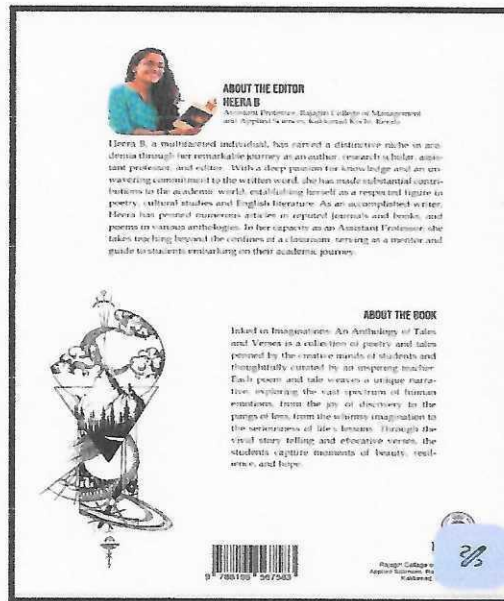 ABOUT THE EDITOR
HEERA B
Assistant Professor, Rajagiri College of Management
and Applied Sciences, Kakkanad Kochi, Kerala
Heera B, a multifaceted individual, has carved a distinctive niche in aca-
demia through her remarkable journey as an author, research scholar, assis-
tant professor, and editor. With a deep passion for knowledge and an un-
wavering commitment to the written word, she has made substantial contri-
butions to the academic world, establishing herself as a respected figure in
poetry, cultural studies and English literature. As an accomplished writer,
Heera has penned numerous articles in reputed journals and books, and
poems in various anthologies. In her capacity as an Assistant Professor, she
takes teaching beyond the confines of a classroom, serving as a mentor and
guide to students embarking on their academic journey.
ABOUT THE BOOK
Inked in Imaginations: An Anthology of Tales
and Verses is a collection of poetry and tales
penned by the creative minds of students and
thoughtfully curated by an inspiring teacher.
Each poem and tale weaves a unique narra-
tive, exploring the vast spectrum of human
emotions, from the joy of discovery to the
pangs of loss, from the whimsy imagination to
the seriousness of life's lessons. Through the
vivid story telling and evocative verses, the
students capture moments of beauty, resil-
ience, and hope.
Rajagiri College of
Applied Sciences, Ra
Kakkanad,